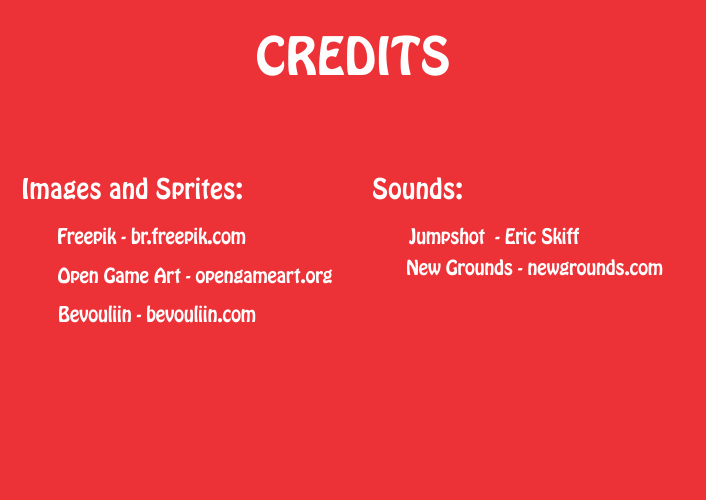 CREDITS
Images and Sprites:
Freepik - br.freepik.com
Open Game Art - opengameart.org
Bevouliin - bevouliin.com
Sounds:
Jumpshot - Eric Skiff
New Grounds - newgrounds.com